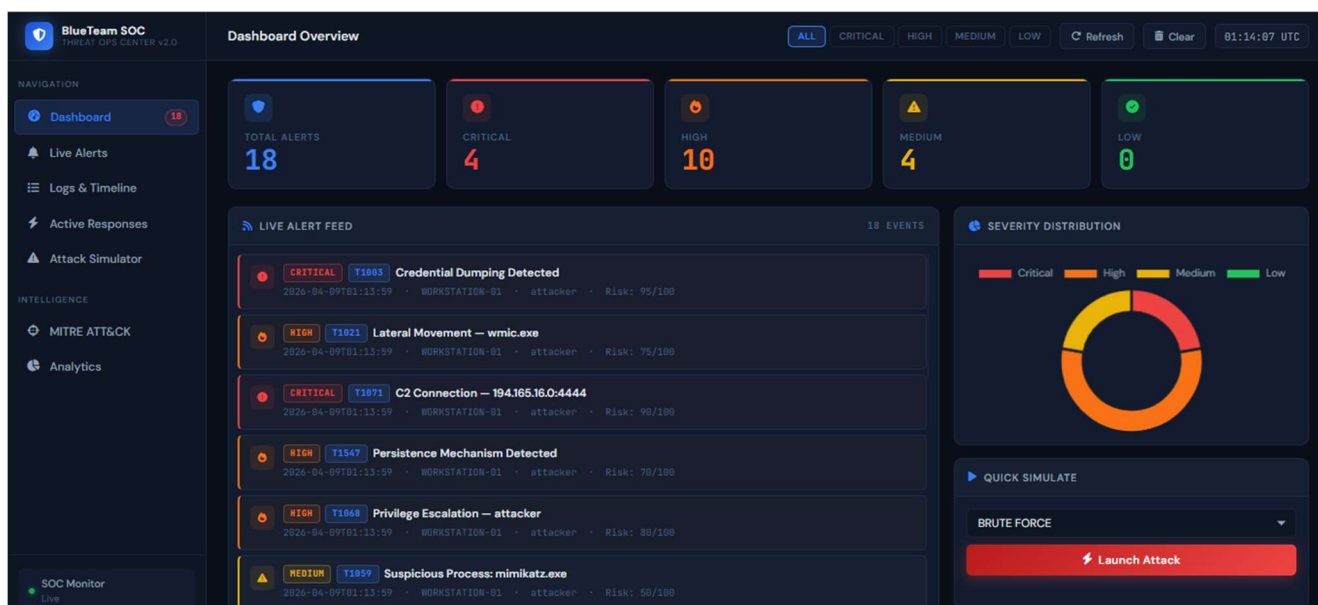 BlueTeam SOC
THREAT OPS CENTER v2.0
Dashboard Overview
ALL CRITICAL HIGH MEDIUM LOW Refresh Clear 01:14:07 UTC
NAVIGATION
Dashboard 18
Live Alerts
Logs & Timeline
Active Responses
Attack Simulator
INTELLIGENCE
MITRE ATT&CK
Analytics
SOC Monitor
Live
TOTAL ALERTS
18
CRITICAL
4
HIGH
10
MEDIUM
4
LOW
0
LIVE ALERT FEED 18 EVENTS
CRITICAL T1003 Credential Dumping Detected
2026-04-09T01:13:59 · WORKSTATION-01 · attacker · Risk: 95/100
HIGH T1021 Lateral Movement — wmic.exe
2026-04-09T01:13:59 · WORKSTATION-01 · attacker · Risk: 75/100
CRITICAL T1071 C2 Connection — 194.165.16.0:4444
2026-04-09T01:13:59 · WORKSTATION-01 · attacker · Risk: 90/100
HIGH T1547 Persistence Mechanism Detected
2026-04-09T01:13:59 · WORKSTATION-01 · attacker · Risk: 70/100
HIGH T1068 Privilege Escalation — attacker
2026-04-09T01:13:59 · WORKSTATION-01 · attacker · Risk: 80/100
MEDIUM T1059 Suspicious Process: mimikatz.exe
2026-04-09T01:13:59 · WORKSTATION-01 · attacker · Risk: 50/100
SEVERITY DISTRIBUTION
Critical High Medium Low
QUICK SIMULATE
BRUTE FORCE
Launch Attack